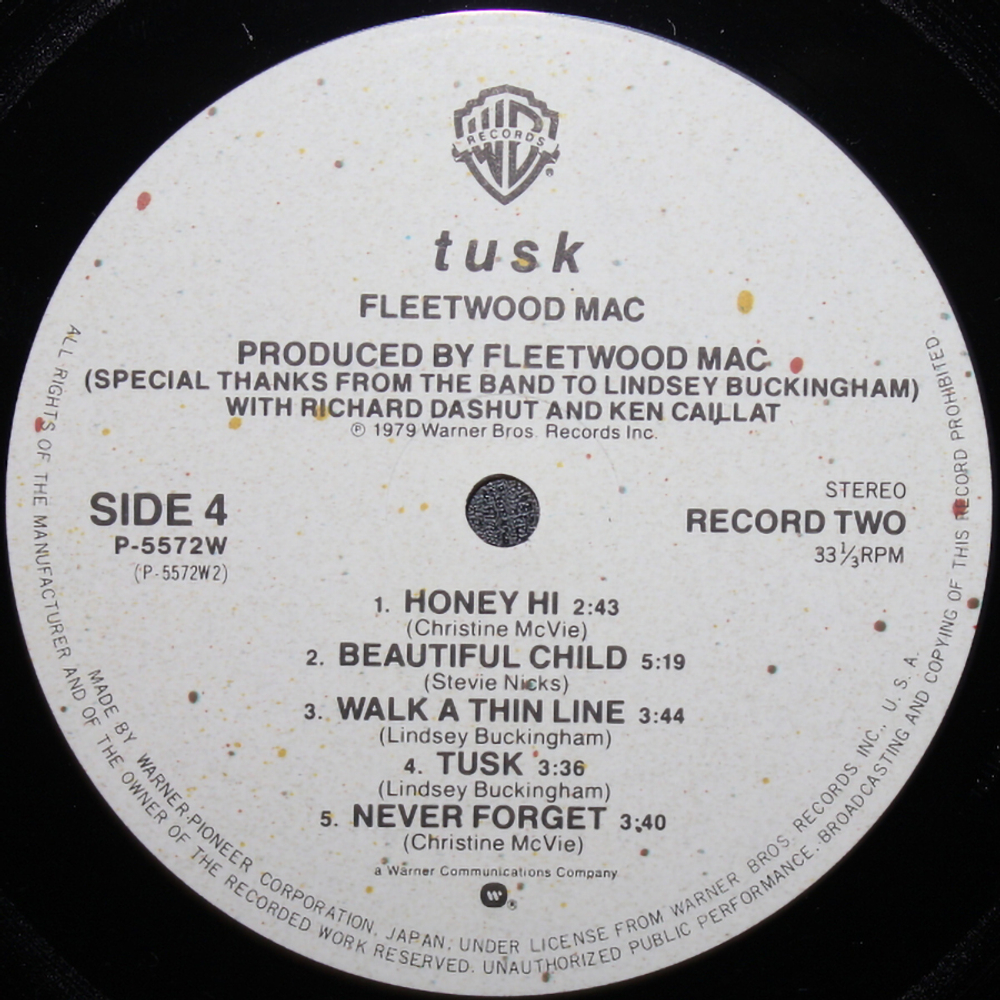 WB
RECORDS
®
tusk
FLEETWOOD MAC
PRODUCED BY FLEETWOOD MAC
(SPECIAL THANKS FROM THE BAND TO LINDSEY BUCKINGHAM)
WITH RICHARD DASHUT AND KEN CAILLAT
℗ 1979 Warner Bros. Records Inc.
SIDE 4
P-5572W
(P-5572W2)
STEREO
RECORD TWO
33⅓RPM
1. HONEY HI 2:43
(Christine McVie)
2. BEAUTIFUL CHILD 5:19
(Stevie Nicks)
3. WALK A THIN LINE 3:44
(Lindsey Buckingham)
4. TUSK 3:36
(Lindsey Buckingham)
5. NEVER FORGET 3:40
(Christine McVie)
a Warner Communications Company
W®
MADE BY WARNER-PIONEER CORPORATION, JAPAN, UNDER LICENSE FROM WARNER BROS. RECORDS INC., U. S. A.
ALL RIGHTS OF THE MANUFACTURER AND OF THE OWNER OF THE RECORDED WORK RESERVED. UNAUTHORIZED PUBLIC PERFORMANCE. BROADCASTING AND COPYING OF THIS RECORD PROHIBITED.